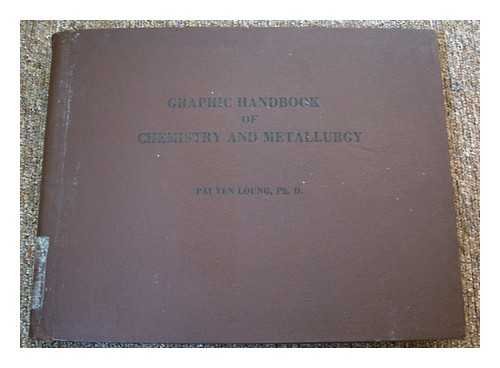 GRAPHIC HANDBOOK
OF
CHEMISTRY AND METALLURGY
PAI YEN LOUNG, Ph. D.